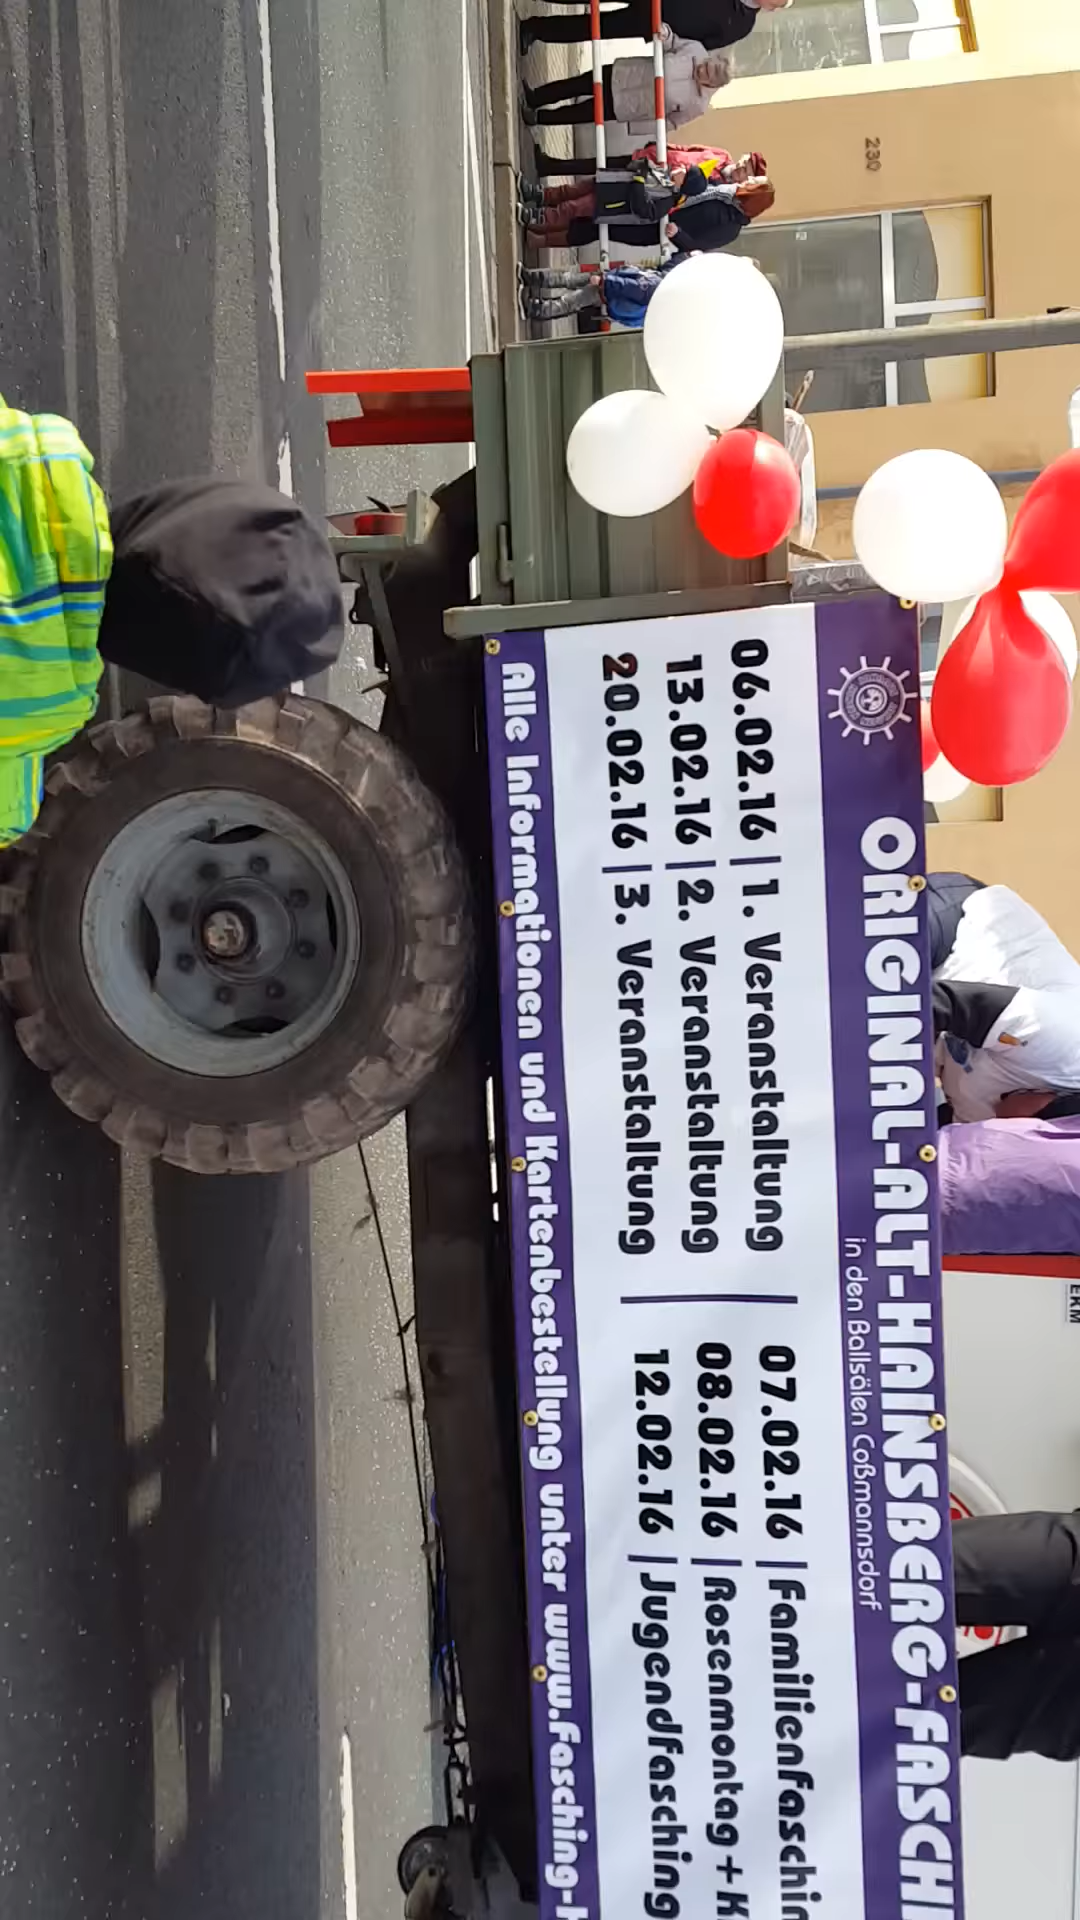 230
ORIGINAL-ALT-HAINSBERG-FASCHI
in den Ballsälen Coßmannsdorf
06.02.16 | 1. Veranstaltung
13.02.16 | 2. Veranstaltung
20.02.16 | 3. Veranstaltung
07.02.16 | Familienfaschin
08.02.16 | Rosenmontag + K
12.02.16 | Jugendfasching
Alle Informationen und Kartenbestellung unter www.fasching-h
EKM